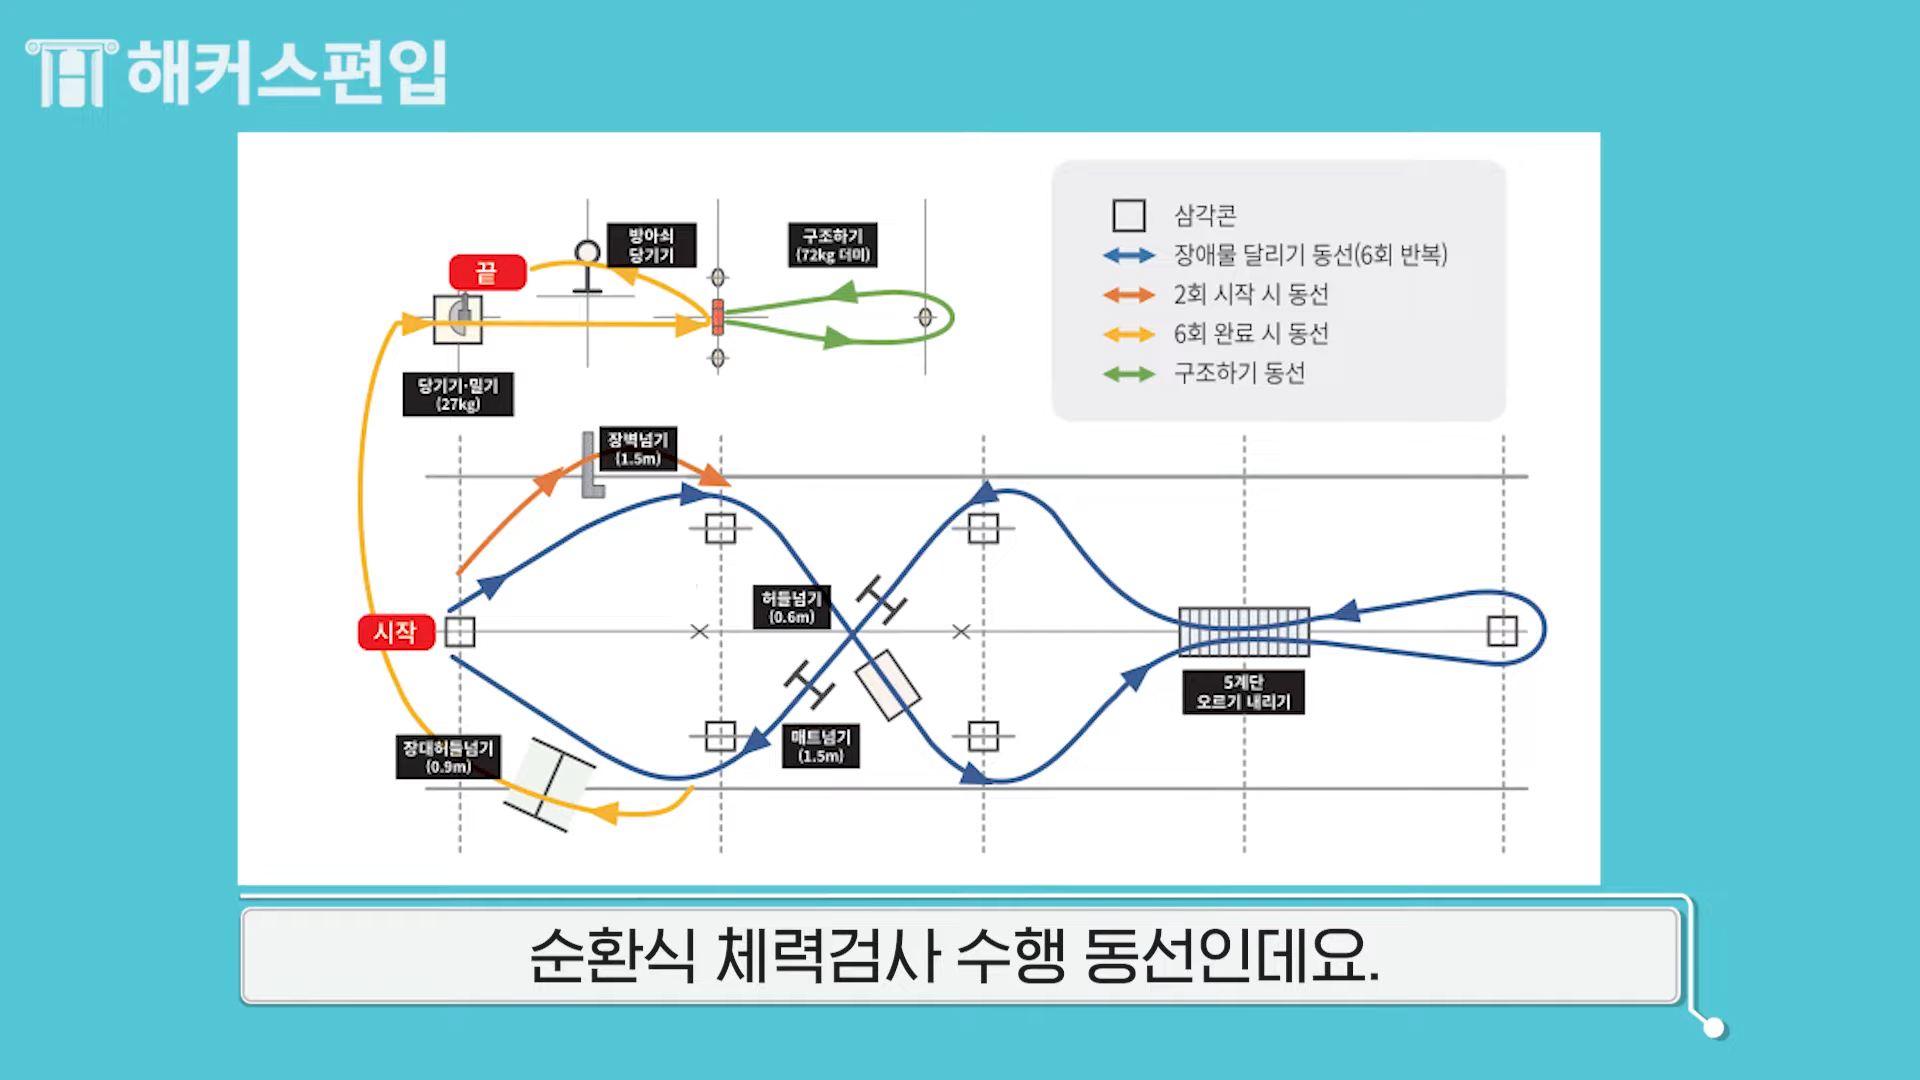 해커스편입
방아쇠
당기기
구조하기
(72kg 더미)
끝
당기기·밀기
(27kg)
삼각콘
장애물 달리기 동선(6회 반복)
2회 시작 시 동선
6회 완료 시 동선
구조하기 동선
장벽넘기
(1.5m)
허들넘기
(0.6m)
시작
5계단
오르기 내리기
매트넘기
(1.5m)
장대허들넘기
(0.9m)
순환식 체력검사 수행 동선인데요.